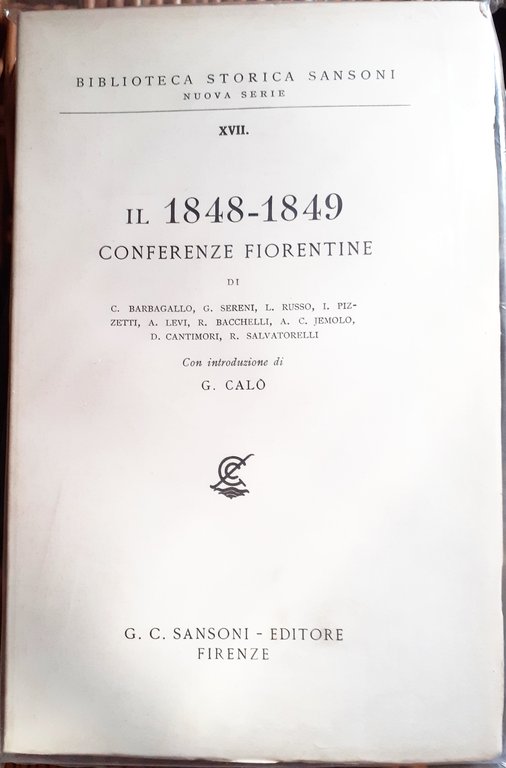 BIBLIOTECA STORICA SANSONI
NUOVA SERIE
XVII.
IL 1848-1849
CONFERENZE FIORENTINE
DI
C. BARBAGALLO, G. SERENI, L. RUSSO, I. PIZ-
ZETTI, A. LEVI, R. BACCHELLI, A. C. JEMOLO,
D. CANTIMORI, R. SALVATORELLI
Con introduzione di
G. CALÒ
G. C. SANSONI - EDITORE
FIRENZE